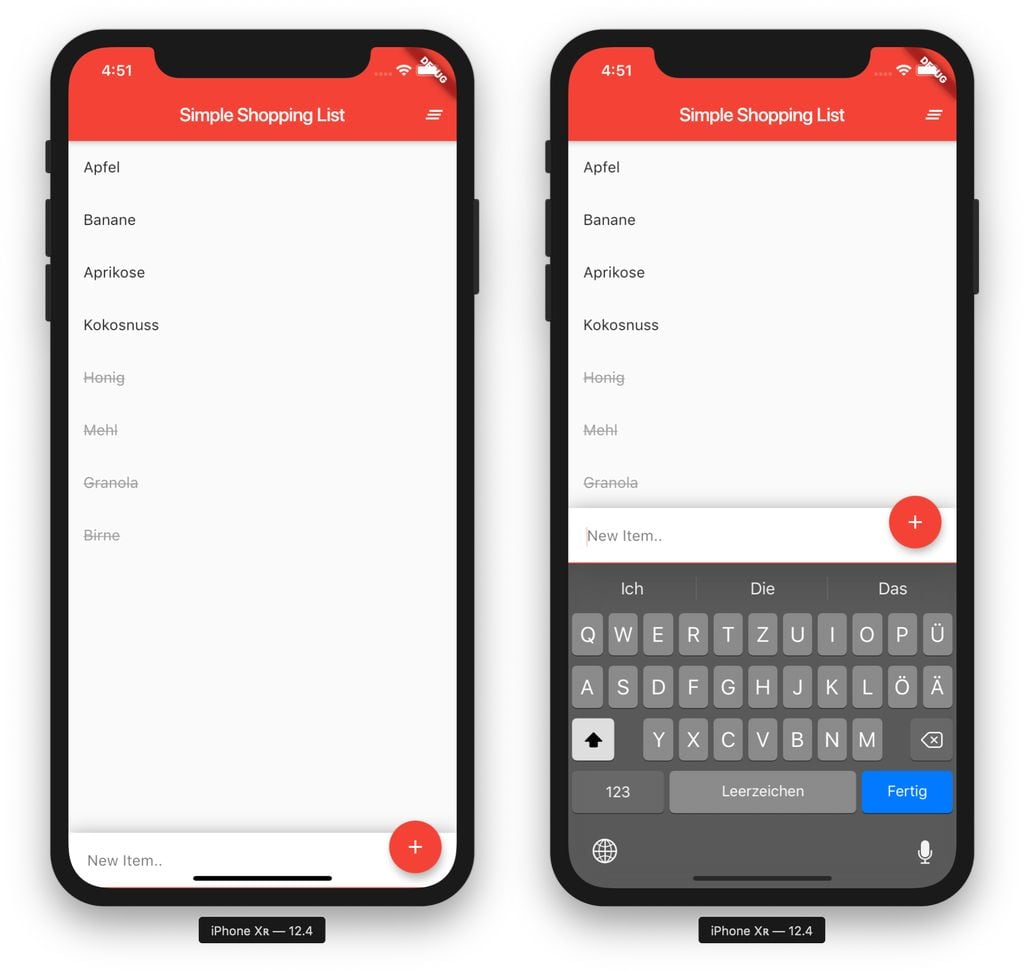 4:51
DEBUG
Simple Shopping List
Apfel
Banane
Aprikose
Kokosnuss
Honig
Mehl
Granola
Birne
New Item..
+
iPhone Xʀ — 12.4
4:51
DEBUG
Simple Shopping List
Apfel
Banane
Aprikose
Kokosnuss
Honig
Mehl
Granola
New Item..
+
Ich Die Das
Q W E R T Z U I O P Ü
A S D F G H J K L Ö Ä
Y X C V B N M
123 Leerzeichen Fertig
iPhone Xʀ — 12.4